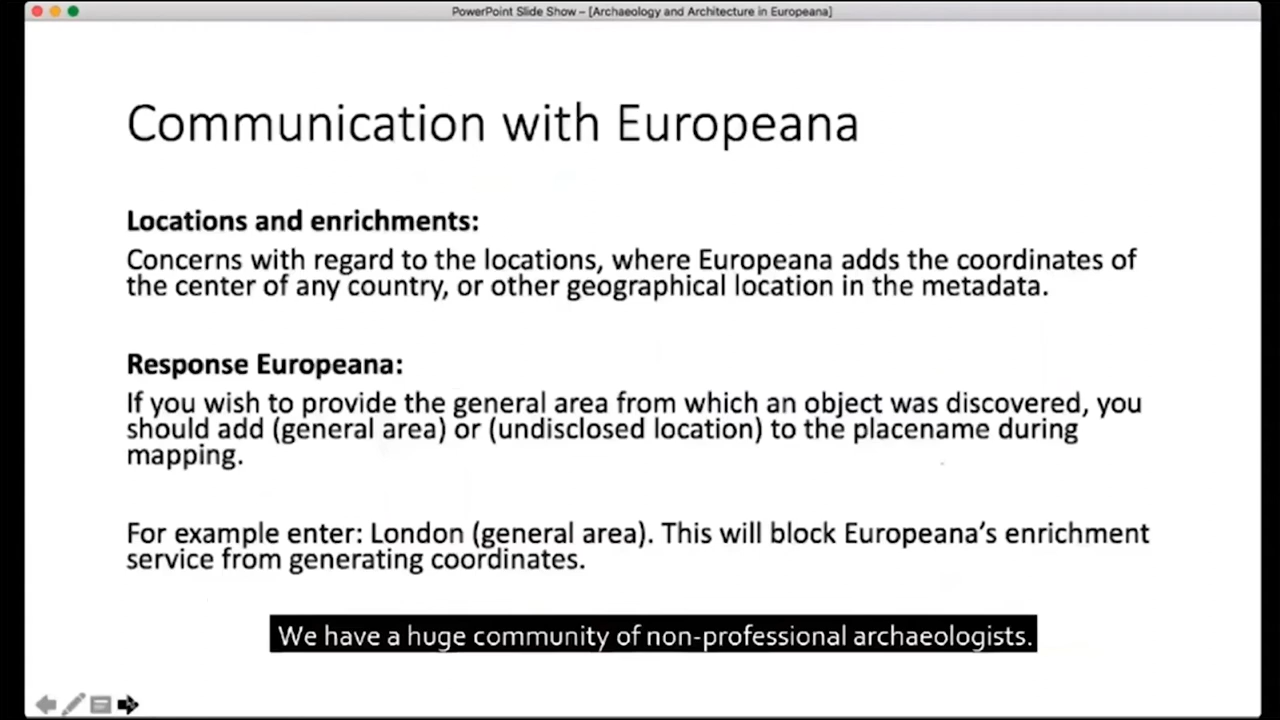 PowerPoint Slide Show – [Archaeology and Architecture in Europeana]
Communication with Europeana
Locations and enrichments:
Concerns with regard to the locations, where Europeana adds the coordinates of
the center of any country, or other geographical location in the metadata.
Response Europeana:
If you wish to provide the general area from which an object was discovered, you
should add (general area) or (undisclosed location) to the placename during
mapping.
For example enter: London (general area). This will block Europeana’s enrichment
service from generating coordinates.
We have a huge community of non-professional archaeologists.